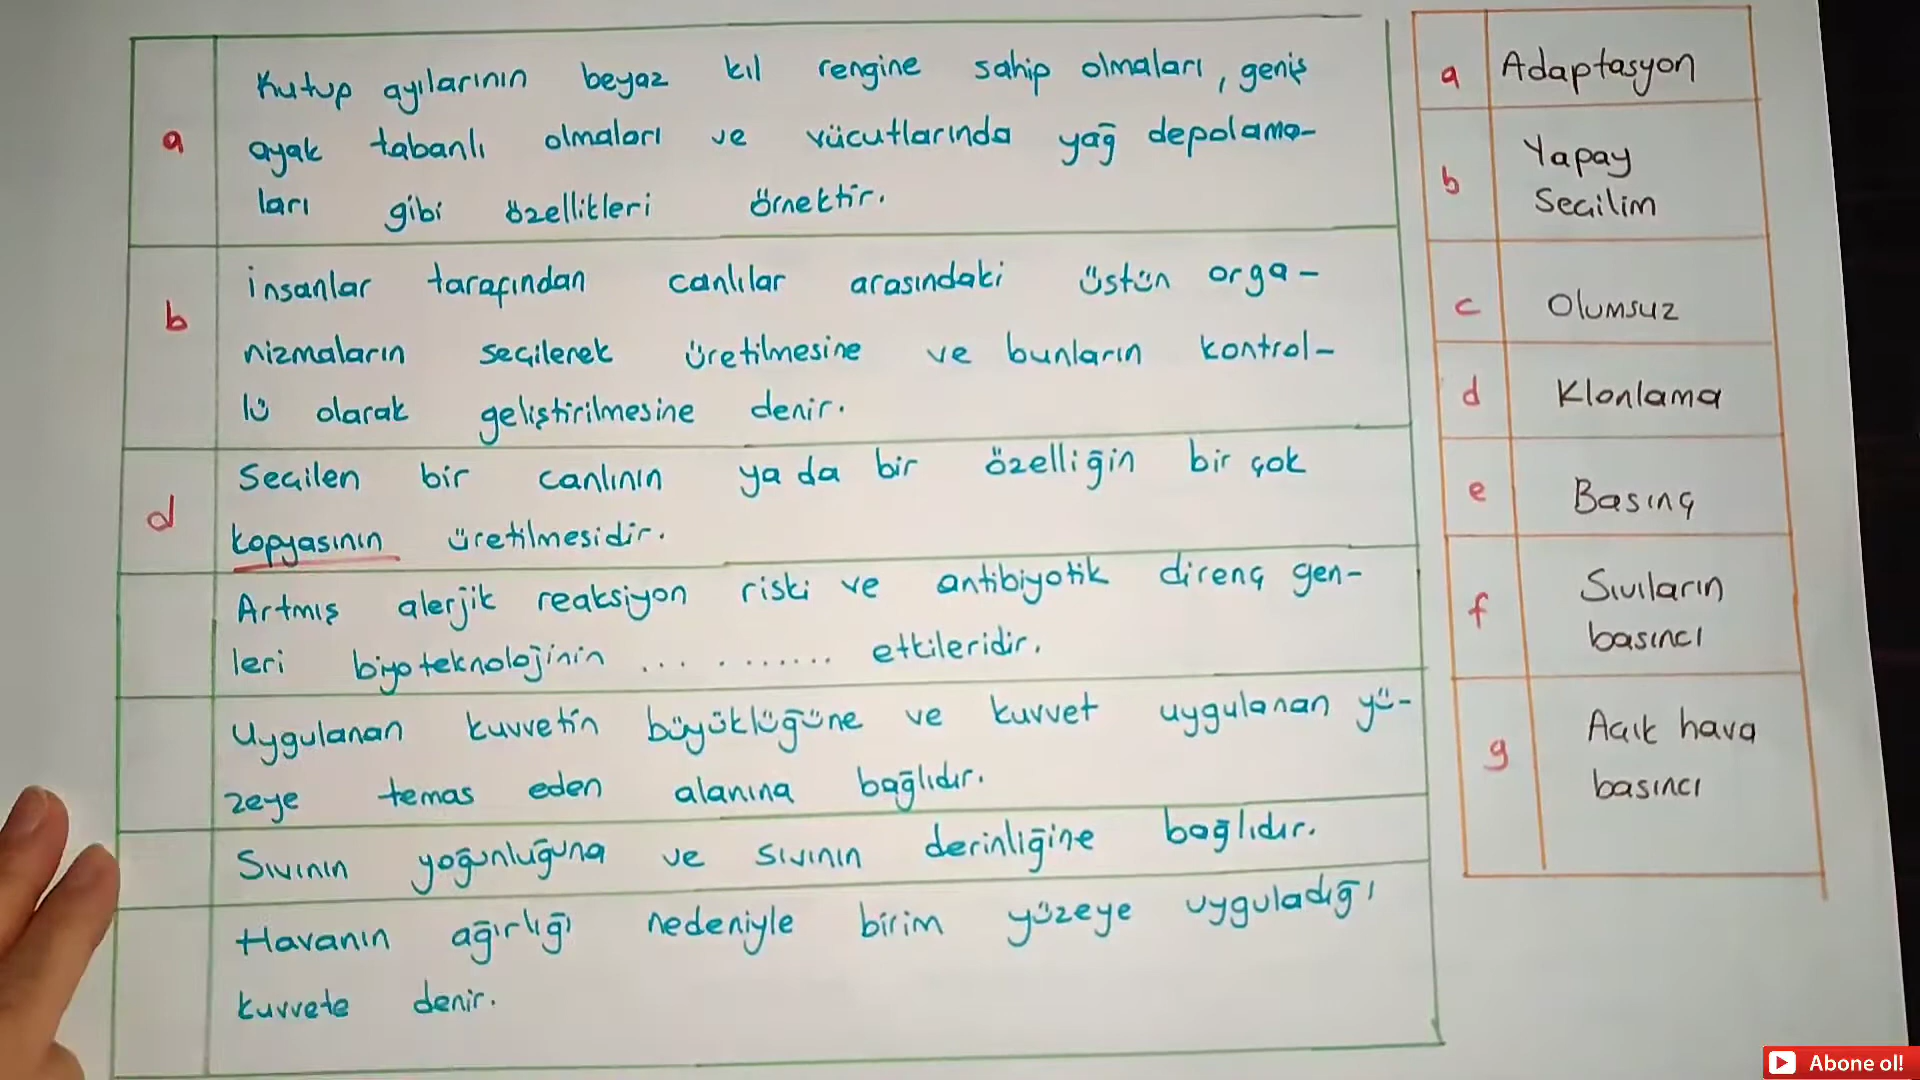 a
Kutup ayılarının beyaz kıl rengine sahip olmaları, geniş
ayak tabanlı olmaları ve vücutlarında yağ depolama-
ları gibi özellikleri örnektir.
b
İnsanlar tarafından canlılar arasındaki üstün orga-
nizmaların seçilerek üretilmesine ve bunların kontrol-
lü olarak geliştirilmesine denir.
d
Seçilen bir canlının ya da bir özelliğin bir çok
kopyasının üretilmesidir.
Artmış alerjik reaksiyon riski ve antibiyotik direnç gen-
leri biyoteknolojinin ... ........ etkileridir.
Uygulanan kuvvetin büyüklüğüne ve kuvvet uygulanan yü-
zeye temas eden alanına bağlıdır.
Sıvının yoğunluğuna ve sıvının derinliğine bağlıdır.
Havanın ağırlığı nedeniyle birim yüzeye uyguladığı
kuvvete denir.
a Adaptasyon
b Yapay
Seçilim
c Olumsuz
d Klonlama
e Basınç
f Sıvıların
basıncı
g Açık hava
basıncı
Abone ol!